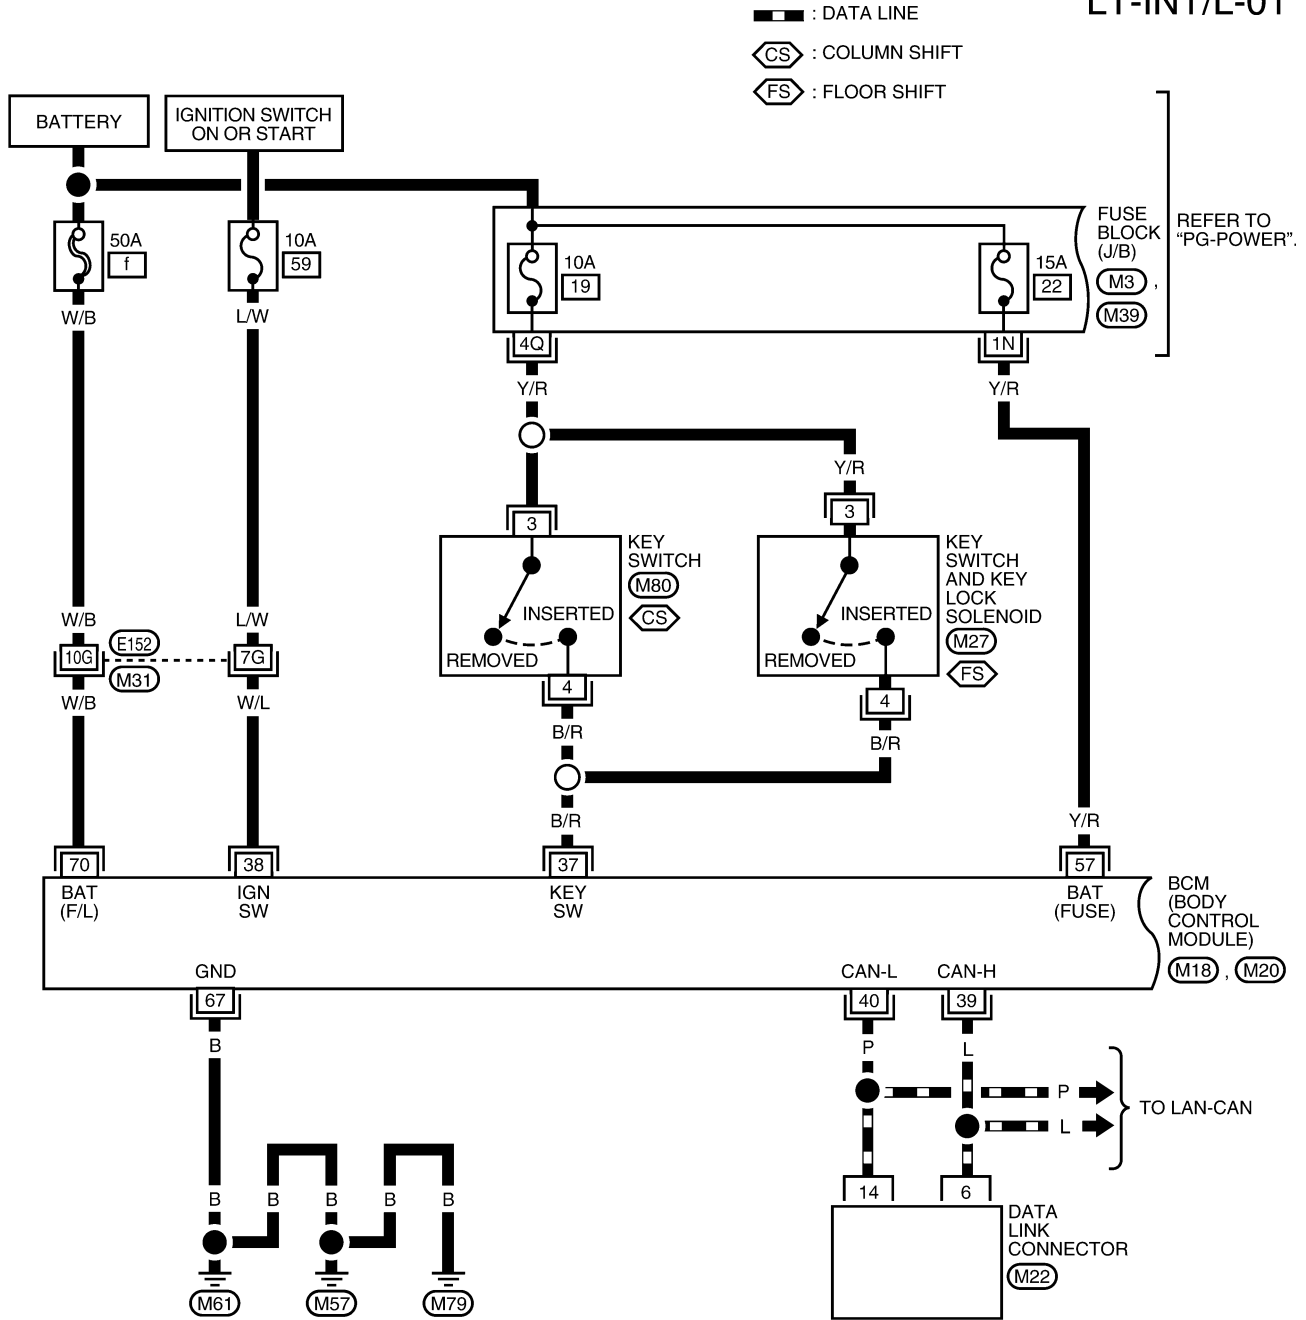 : DATA LINE
CS : COLUMN SHIFT
FS : FLOOR SHIFT
BATTERY
IGNITION SWITCH
ON OR START
50A
f
10A
59
10A
19
15A
22
FUSE
BLOCK
(J/B)
M3 ,
M39
REFER TO
“PG-POWER”.
W/B
L/W
4Q
1N
Y/R
Y/R
Y/R
3
3
KEY
SWITCH
M80
CS
INSERTED
REMOVED
KEY
SWITCH
AND KEY
LOCK
SOLENOID
M27
FS
INSERTED
REMOVED
W/B
L/W
10G
E152
M31
7G
W/B
W/L
4
4
B/R
B/R
B/R
Y/R
70
38
37
57
BAT
(F/L)
IGN
SW
KEY
SW
BAT
(FUSE)
BCM
(BODY
CONTROL
MODULE)
M18 , M20
GND
CAN-L
CAN-H
67
40
39
B
P
L
P
L
TO LAN-CAN
B
B
B
B
B
14
6
DATA
LINK
CONNECTOR
M22
M61
M57
M79